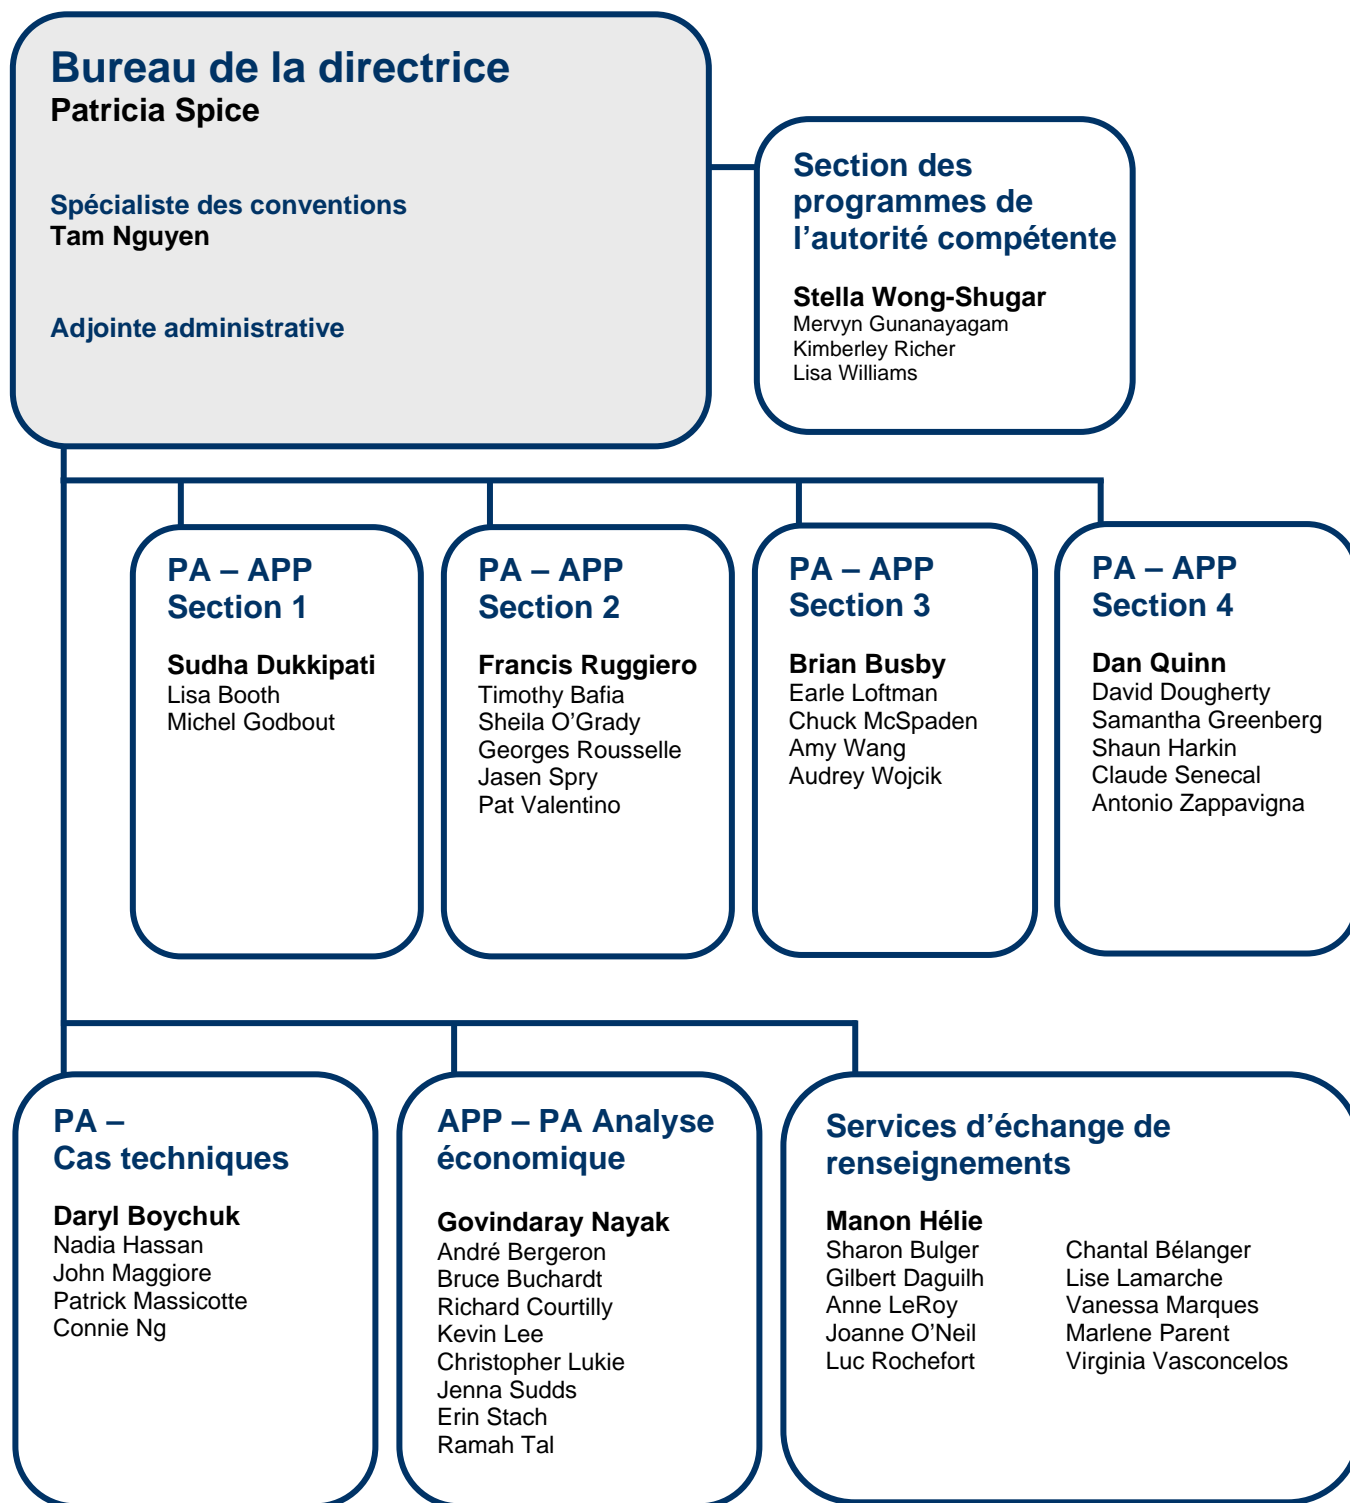 Bureau de la directrice
Patricia Spice
Spécialiste des conventions
Tam Nguyen
Adjointe administrative
Section des
programmes de
l’autorité compétente
Stella Wong-Shugar
Mervyn Gunanayagam
Kimberley Richer
Lisa Williams
PA – APP
Section 1
Sudha Dukkipati
Lisa Booth
Michel Godbout
PA – APP
Section 2
Francis Ruggiero
Timothy Bafia
Sheila O’Grady
Georges Rousselle
Jasen Spry
Pat Valentino
PA – APP
Section 3
Brian Busby
Earle Loftman
Chuck McSpaden
Amy Wang
Audrey Wojcik
PA – APP
Section 4
Dan Quinn
David Dougherty
Samantha Greenberg
Shaun Harkin
Claude Senecal
Antonio Zappavigna
PA –
Cas techniques
Daryl Boychuk
Nadia Hassan
John Maggiore
Patrick Massicotte
Connie Ng
APP – PA Analyse
économique
Govindaray Nayak
André Bergeron
Bruce Buchardt
Richard Courtilly
Kevin Lee
Christopher Lukie
Jenna Sudds
Erin Stach
Ramah Tal
Services d’échange de
renseignements
Manon Hélie
Sharon Bulger
Gilbert Daguilh
Anne LeRoy
Joanne O’Neil
Luc Rochefort
Chantal Bélanger
Lise Lamarche
Vanessa Marques
Marlene Parent
Virginia Vasconcelos